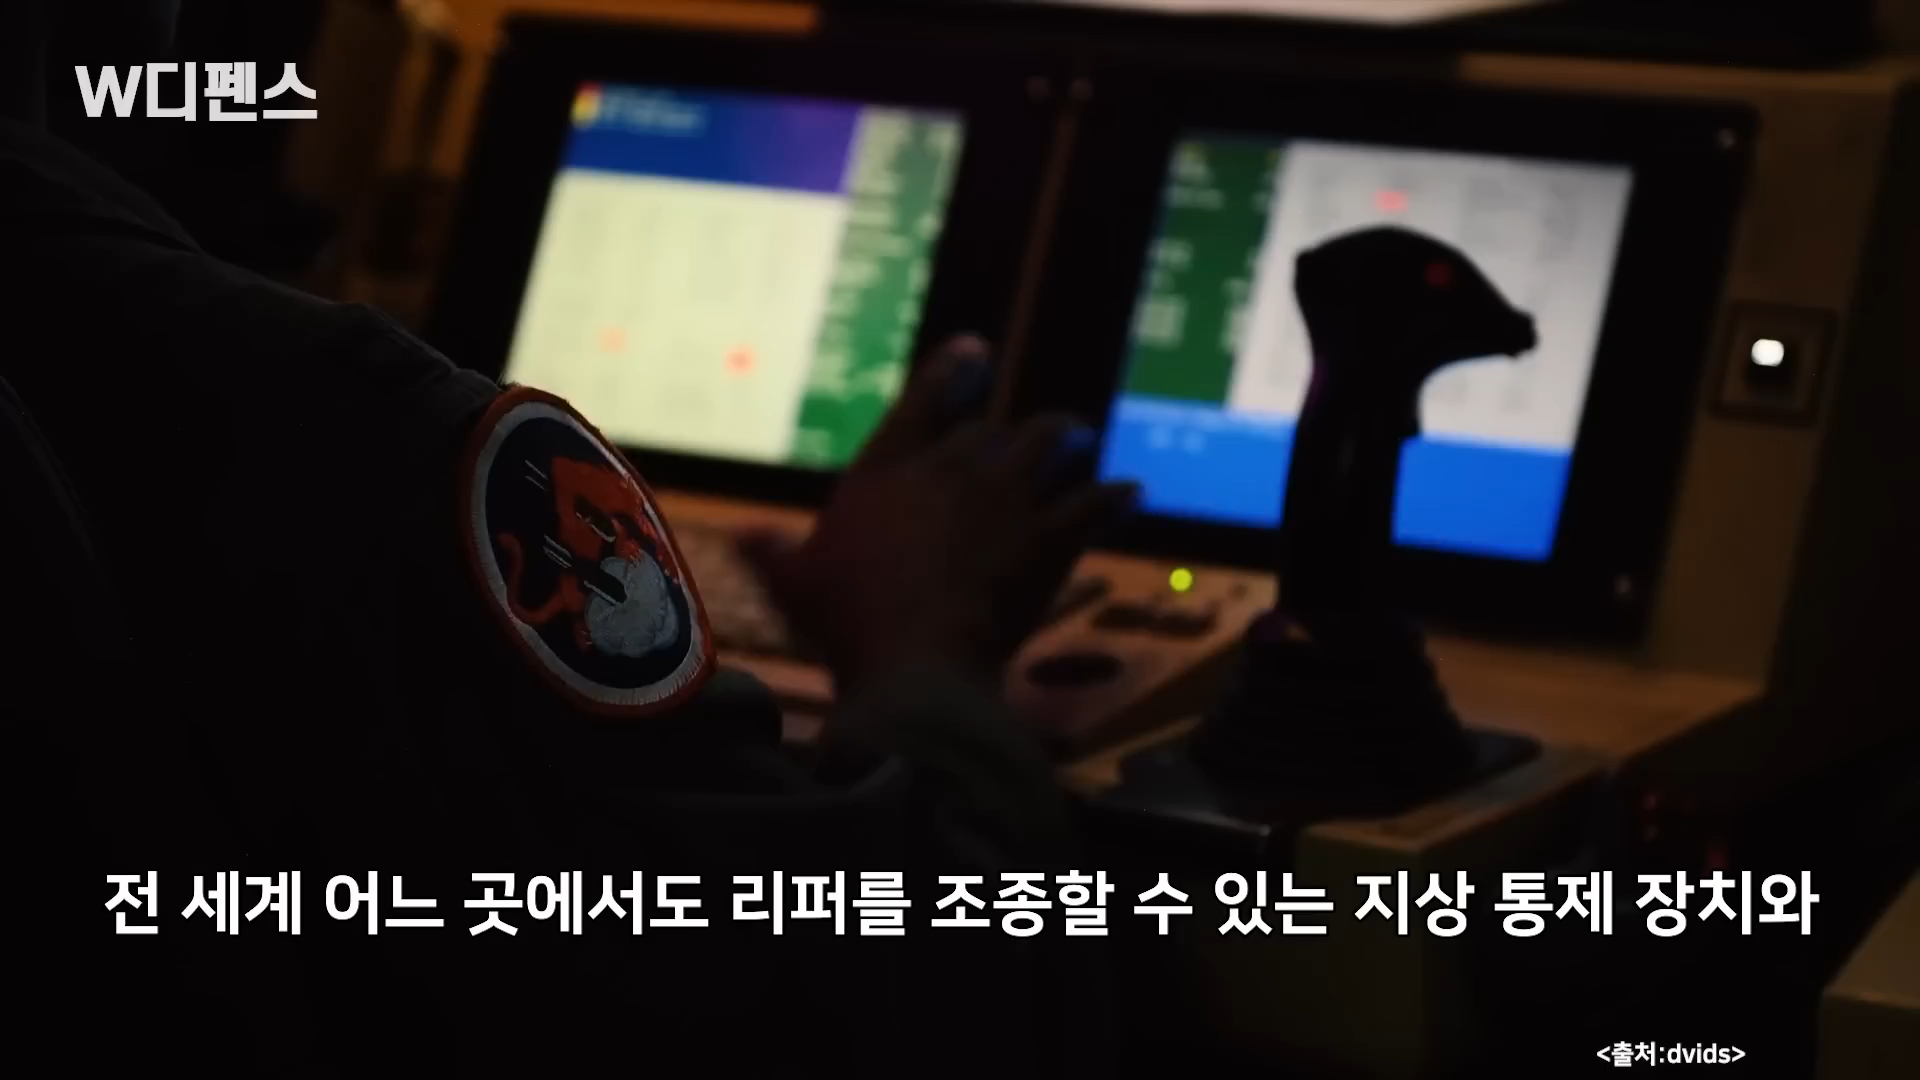 W디펜스
전 세계 어느 곳에서도 리퍼를 조종할 수 있는 지상 통제 장치와
<출처:dvids>